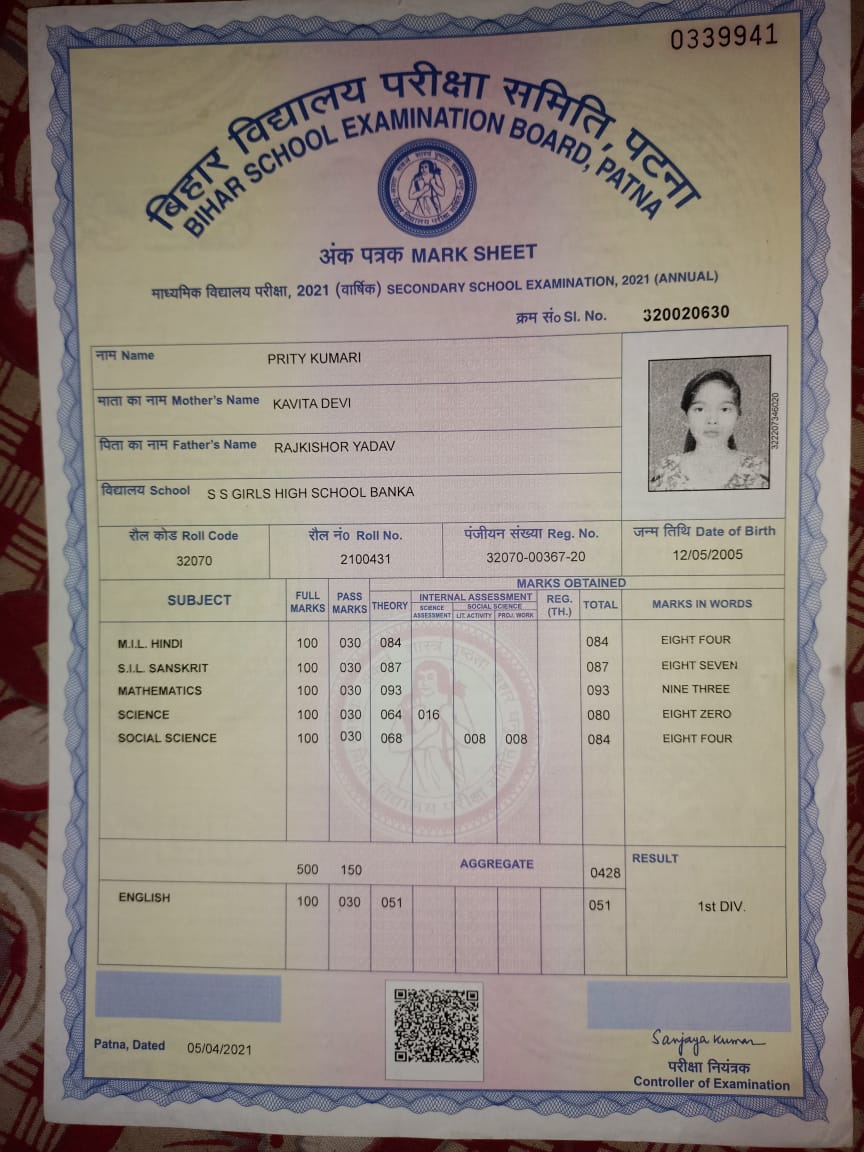 0339941
बिहार विद्यालय परीक्षा समिति, पटना
BIHAR SCHOOL EXAMINATION BOARD, PATNA
अंक पत्रक MARK SHEET
माध्यमिक विद्यालय परीक्षा, 2021 (वार्षिक) SECONDARY SCHOOL EXAMINATION, 2021 (ANNUAL)
क्रम सं० Sl. No. 320020630
नाम Name PRITY KUMARI
माता का नाम Mother's Name KAVITA DEVI
पिता का नाम Father's Name RAJKISHOR YADAV
विद्यालय School S S GIRLS HIGH SCHOOL BANKA
322207346020
रौल कोड Roll Code रौल नं० Roll No. पंजीयन संख्या Reg. No. जन्म तिथि Date of Birth
32070 2100431 32070-00367-20 12/05/2005
MARKS OBTAINED
SUBJECT FULL MARKS PASS MARKS THEORY INTERNAL ASSESSMENT REG. (TH.) TOTAL MARKS IN WORDS
SCIENCE ASSESSMENT SOCIAL SCIENCE
LIT. ACTIVITY PROJ. WORK
M.I.L. HINDI 100 030 084 084 EIGHT FOUR
S.I.L. SANSKRIT 100 030 087 087 EIGHT SEVEN
MATHEMATICS 100 030 093 093 NINE THREE
SCIENCE 100 030 064 016 080 EIGHT ZERO
SOCIAL SCIENCE 100 030 068 008 008 084 EIGHT FOUR
500 150 AGGREGATE 0428 RESULT
ENGLISH 100 030 051 051 1st DIV.
Patna, Dated 05/04/2021
Sanjaya Kumar
परीक्षा नियंत्रक
Controller of Examination